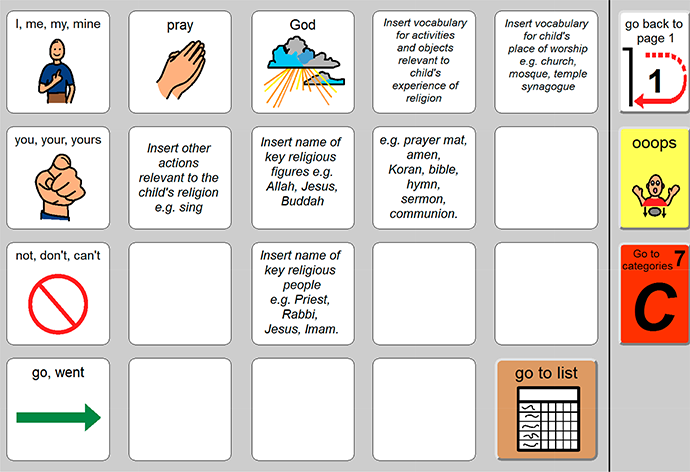 I, me, my, mine
pray
God
Insert vocabulary
for activities
and objects
relevant to
child's
experience of
religion
Insert vocabulary
for child's
place of worship
e.g. church,
mosque, temple
synagogue
go back to
page 1
1
you, your, yours
Insert other
actions
relevant to the
child's religion
e.g. sing
Insert name of
key religious
figures e.g.
Allah, Jesus,
Buddah
e.g. prayer mat,
amen,
Koran, bible,
hymn,
sermon,
communion.
ooops
not, don't, can't
Insert name of
key religious
people
e.g. Priest,
Rabbi,
Jesus, Imam.
Go to
categories 7
C
go, went
go to list